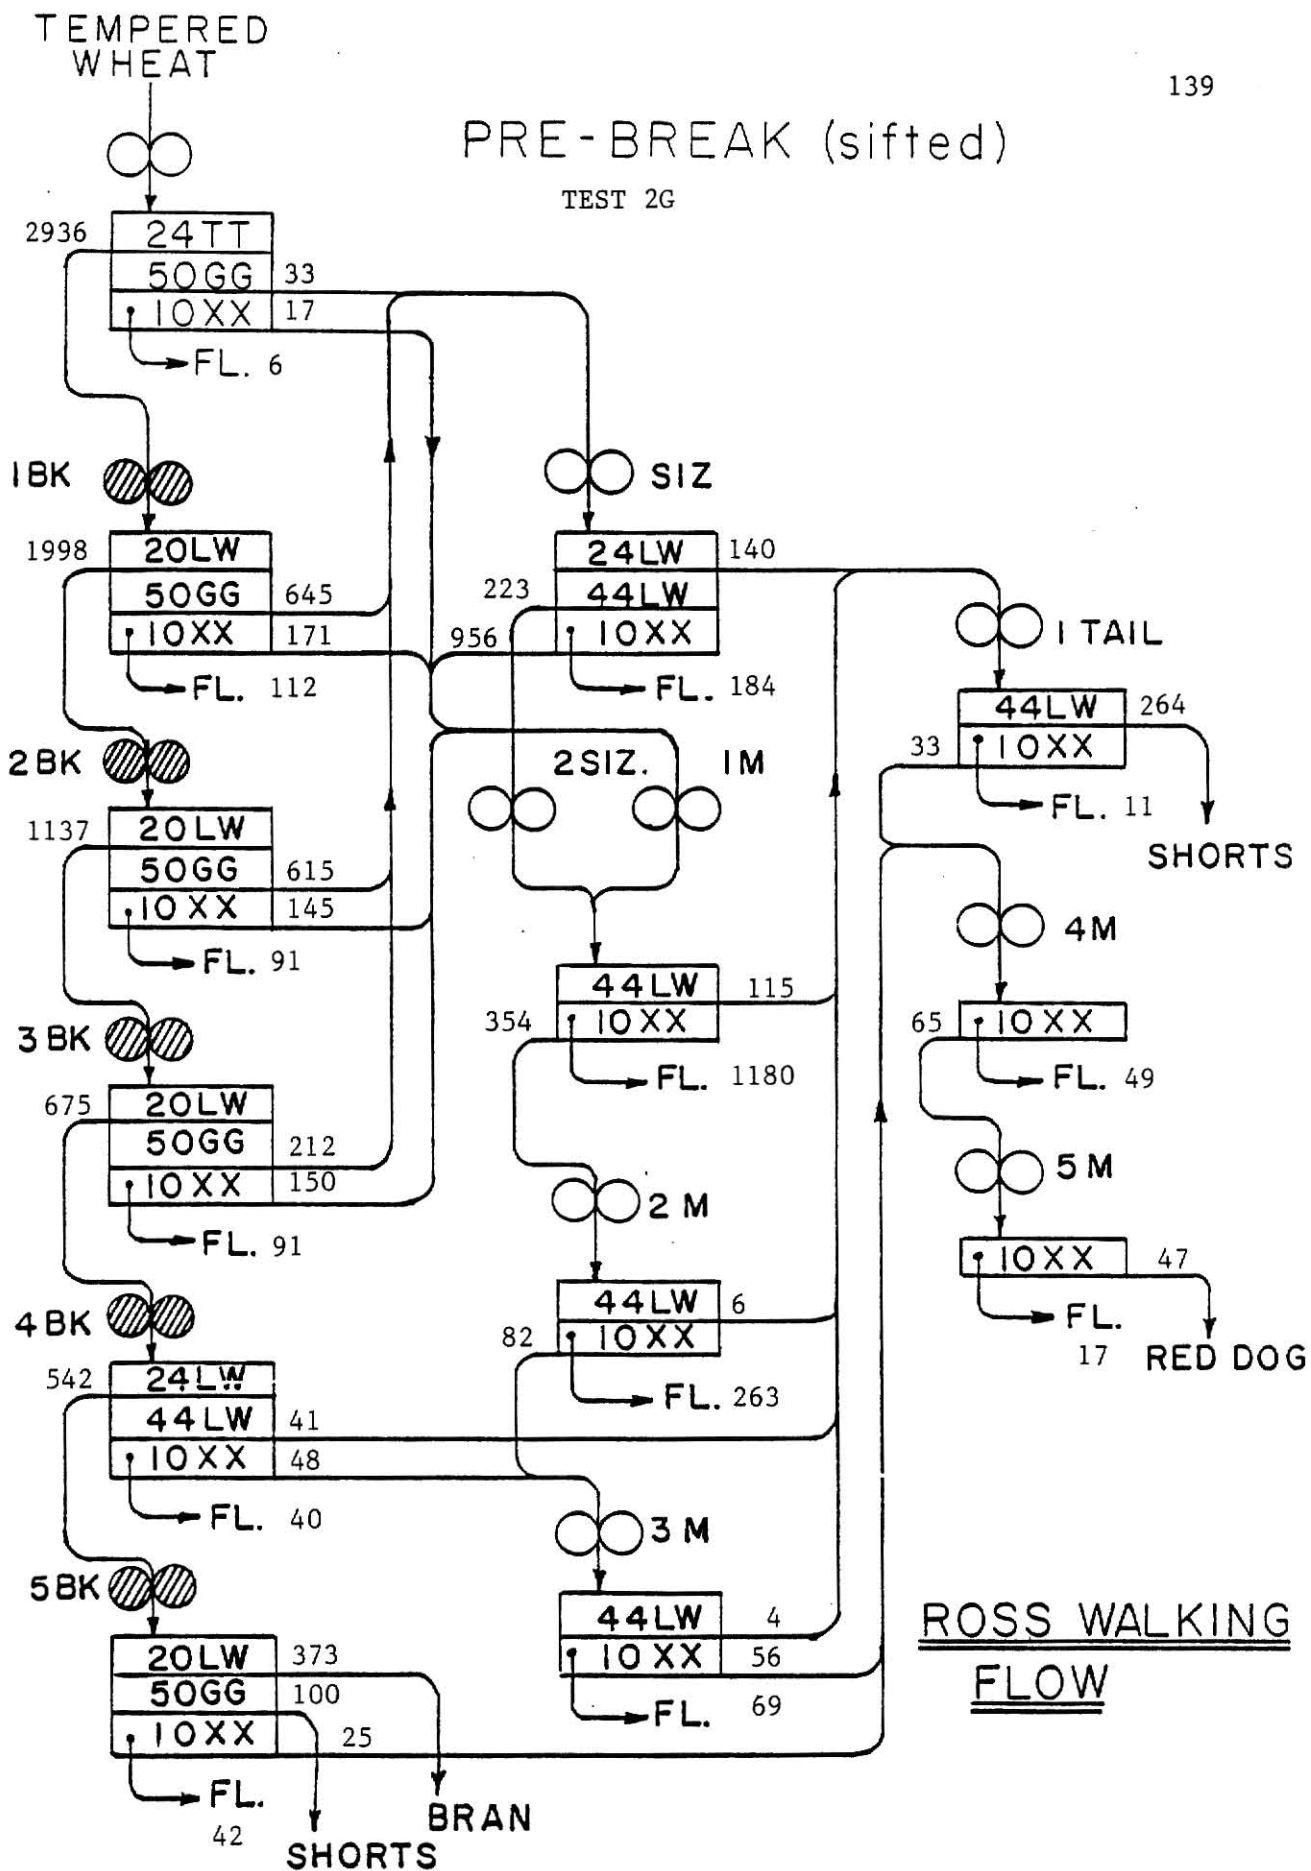 TEMPERED
WHEAT
139
PRE-BREAK (sifted)
TEST 2G
2936
24TT
50GG 33
10XX 17
FL. 6
1BK
1998
20LW
50GG 645
10XX 171
FL. 112
SIZ
24LW 140
223 44LW
956 10XX
FL. 184
1 TAIL
44LW 264
33 10XX
FL. 11
SHORTS
2BK
1137
20LW
50GG 615
10XX 145
FL. 91
2SIZ. 1M
44LW 115
354 10XX
FL. 1180
4M
65 10XX
FL. 49
3BK
675
20LW
50GG 212
10XX 150
FL. 91
2M
44LW 6
82 10XX
FL. 263
5M
10XX 47
FL.
17
RED DOG
4BK
542
24LW
44LW 41
10XX 48
FL. 40
3M
44LW 4
10XX 56
FL. 69
5BK
20LW 373
50GG 100
10XX 25
FL.
42
SHORTS
BRAN
ROSS WALKING
FLOW